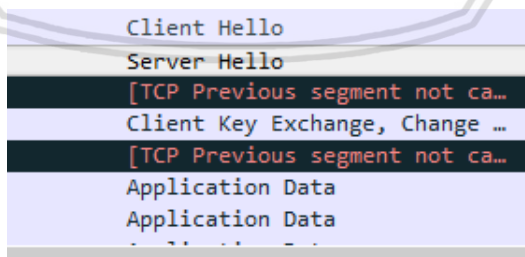 Client Hello
Server Hello
[TCP Previous segment not ca…
Client Key Exchange, Change …
[TCP Previous segment not ca…
Application Data
Application Data